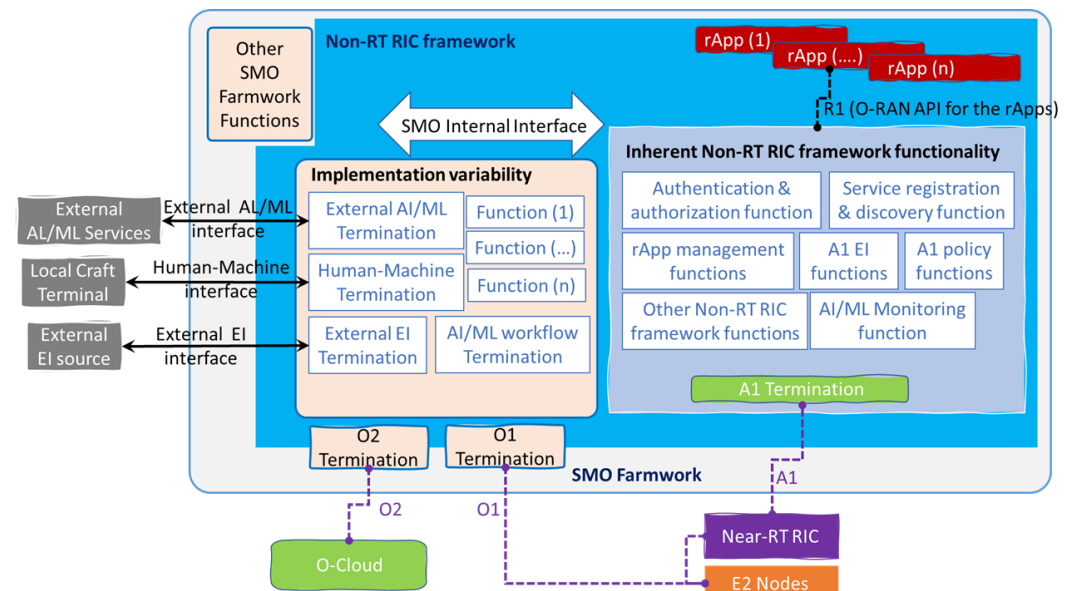 Other
SMO
Farmwork
Functions
Non-RT RIC framework
rApp (1)
rApp (....)
rApp (n)
R1 (O-RAN API for the rApps)
SMO Internal Interface
Implementation variability
External AI/ML
Termination
Function (1)
Function (...)
Human-Machine
Termination
Function (n)
External EI
Termination
AI/ML workflow
Termination
Inherent Non-RT RIC framework functionality
Authentication &
authorization function
Service registration
& discovery function
rApp management
functions
A1 EI
functions
A1 policy
functions
Other Non-RT RIC
framework functions
AI/ML Monitoring
function
A1 Termination
External
AL/ML Services
External AL/ML
interface
Local Craft
Terminal
Human-Machine
interface
External
EI source
External EI
interface
O2
Termination
O1
Termination
SMO Farmwork
O2
O1
A1
O-Cloud
Near-RT RIC
E2 Nodes